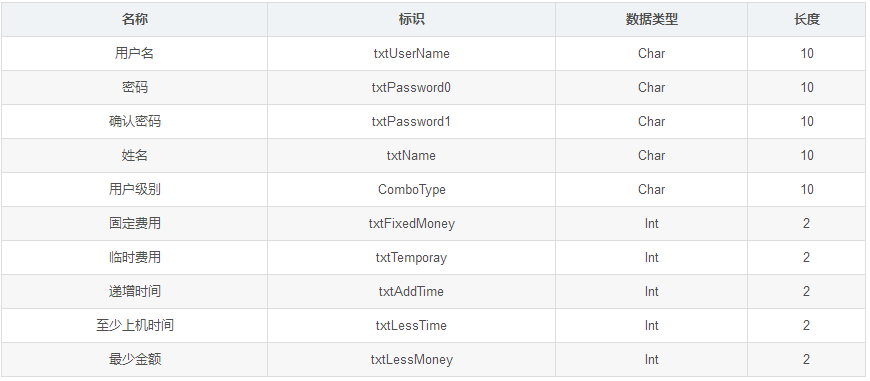 名称 标识 数据类型 长度
用户名 txtUserName Char 10
密码 txtPassword0 Char 10
确认密码 txtPassword1 Char 10
姓名 txtName Char 10
用户级别 ComboType Char 10
固定费用 txtFixedMoney Int 2
临时费用 txtTemporay Int 2
递增时间 txtAddTime Int 2
至少上机时间 txtLessTime Int 2
最少金额 txtLessMoney Int 2